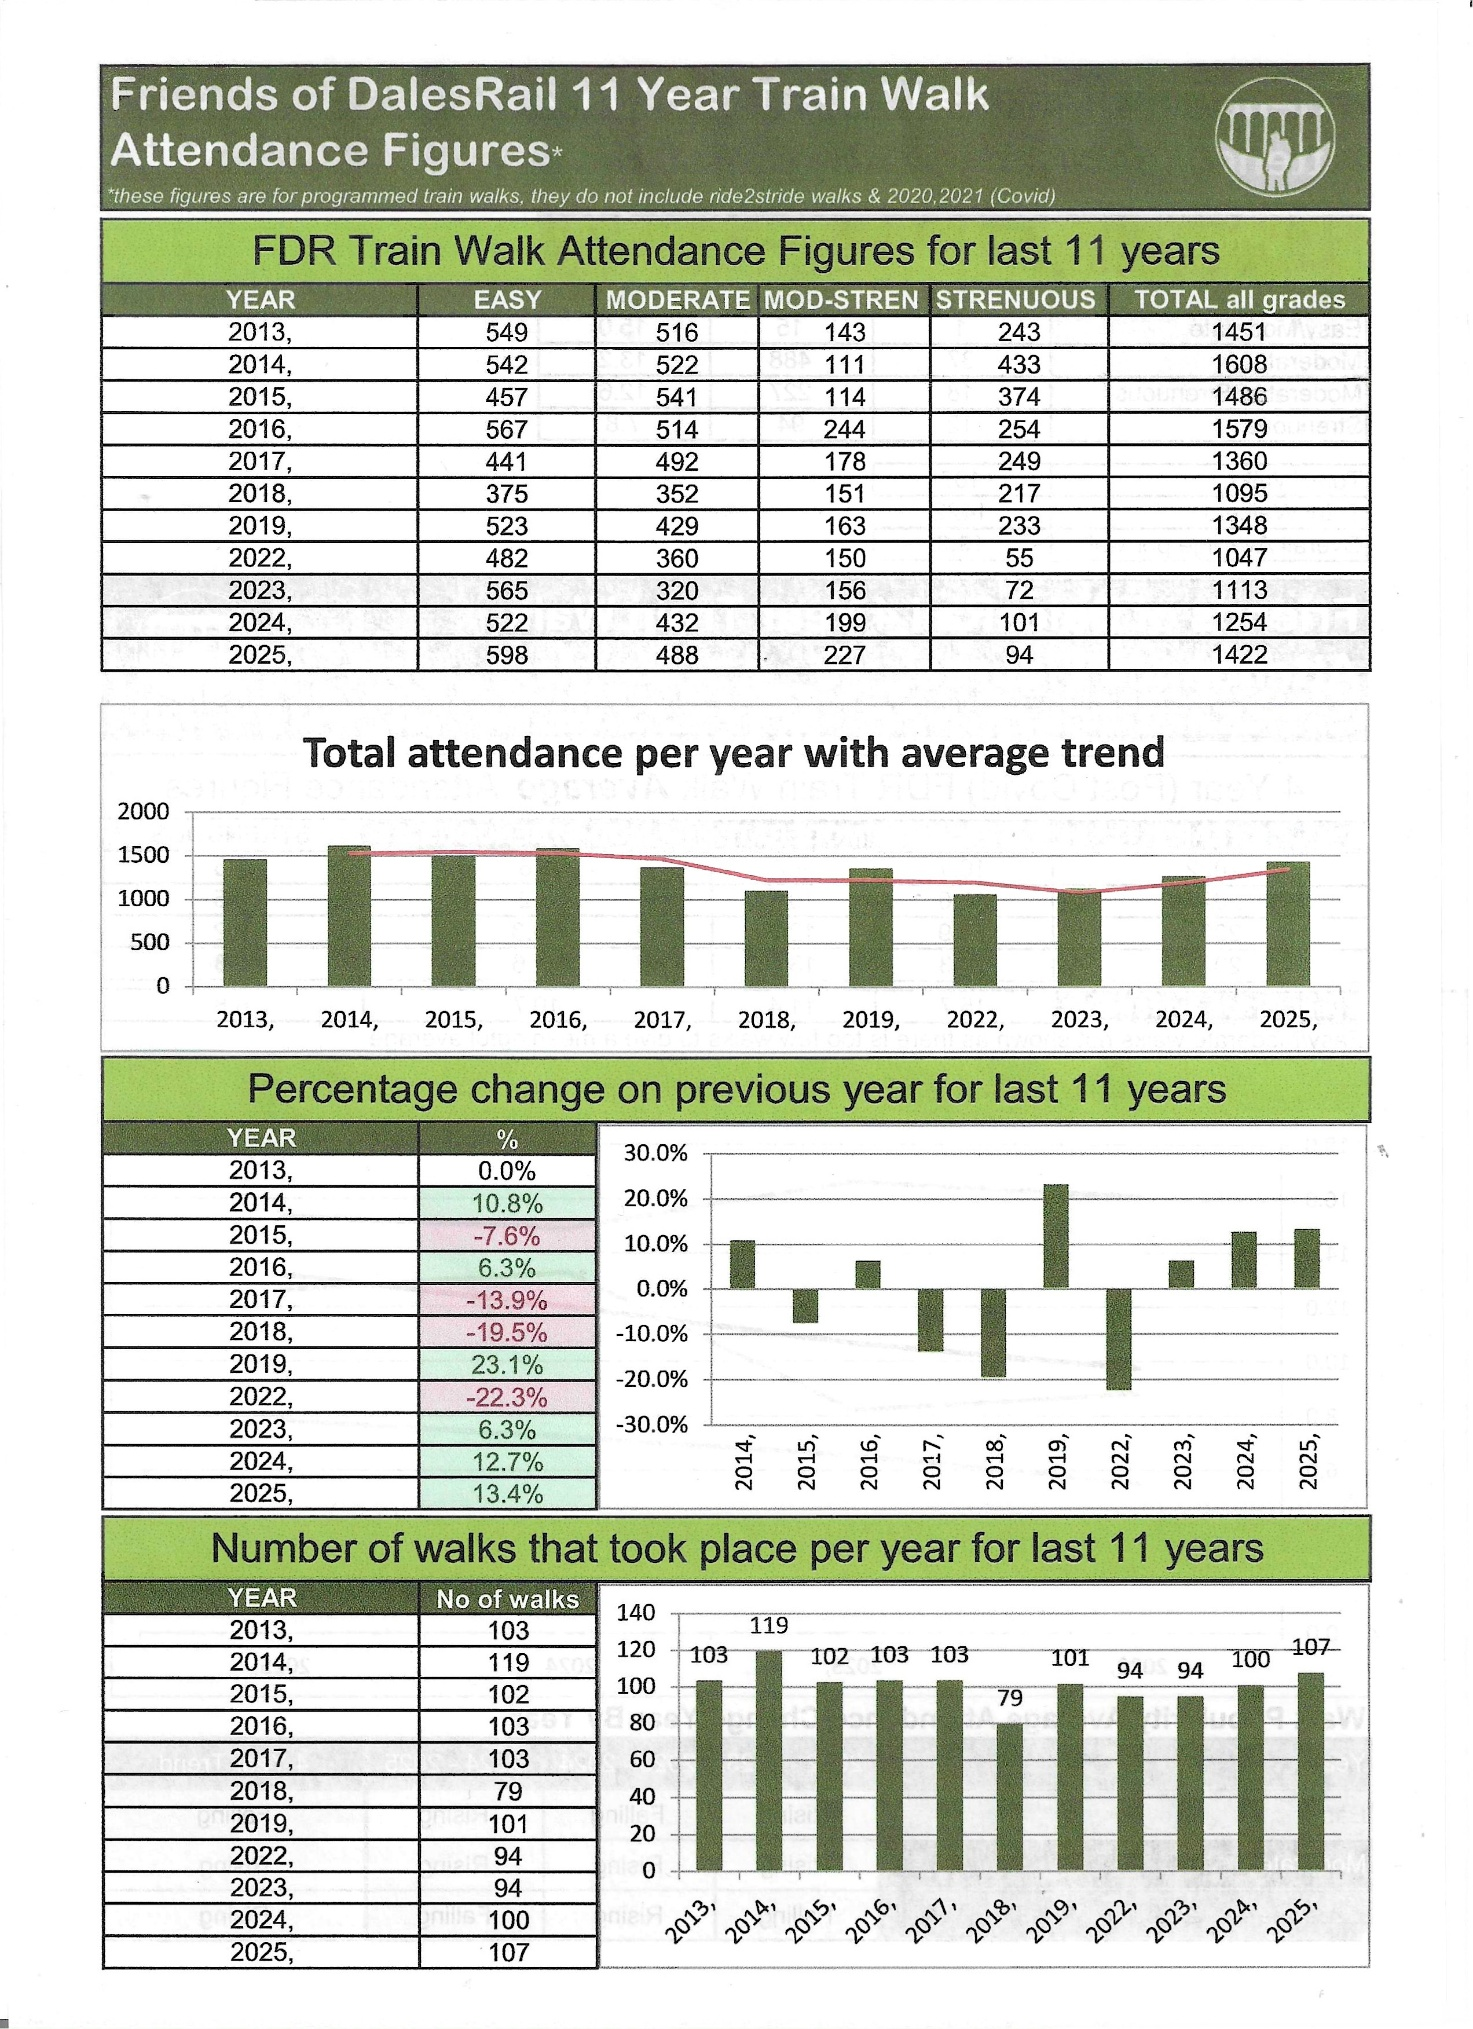 Friends of DalesRail 11 Year Train Walk
Attendance Figures*
*these figures are for programmed train walks, they do not include ride2stride walks & 2020,2021 (Covid)
FDR Train Walk Attendance Figures for last 11 years
YEAR EASY MODERATE MOD-STREN STRENUOUS TOTAL all grades
2013, 549 516 143 243 1451
2014, 542 522 111 433 1608
2015, 457 541 114 374 1486
2016, 567 514 244 254 1579
2017, 441 492 178 249 1360
2018, 375 352 151 217 1095
2019, 523 429 163 233 1348
2022, 482 360 150 55 1047
2023, 565 320 156 72 1113
2024, 522 432 199 101 1254
2025, 598 488 227 94 1422
Total attendance per year with average trend
2000
1500
1000
500
0
2013, 2014, 2015, 2016, 2017, 2018, 2019, 2022, 2023, 2024, 2025,
Percentage change on previous year for last 11 years
YEAR %
2013, 0.0%
2014, 10.8%
2015, -7.6%
2016, 6.3%
2017, -13.9%
2018, -19.5%
2019, 23.1%
2022, -22.3%
2023, 6.3%
2024, 12.7%
2025, 13.4%
30.0%
20.0%
10.0%
0.0%
-10.0%
-20.0%
-30.0%
2014, 2015, 2016, 2017, 2018, 2019, 2022, 2023, 2024, 2025,
Number of walks that took place per year for last 11 years
YEAR No of walks
2013, 103
2014, 119
2015, 102
2016, 103
2017, 103
2018, 79
2019, 101
2022, 94
2023, 94
2024, 100
2025, 107
140
120
100
80
60
40
20
0
103 119 102 103 103 79 101 94 94 100 107
2013, 2014, 2015, 2016, 2017, 2018, 2019, 2022, 2023, 2024, 2025,